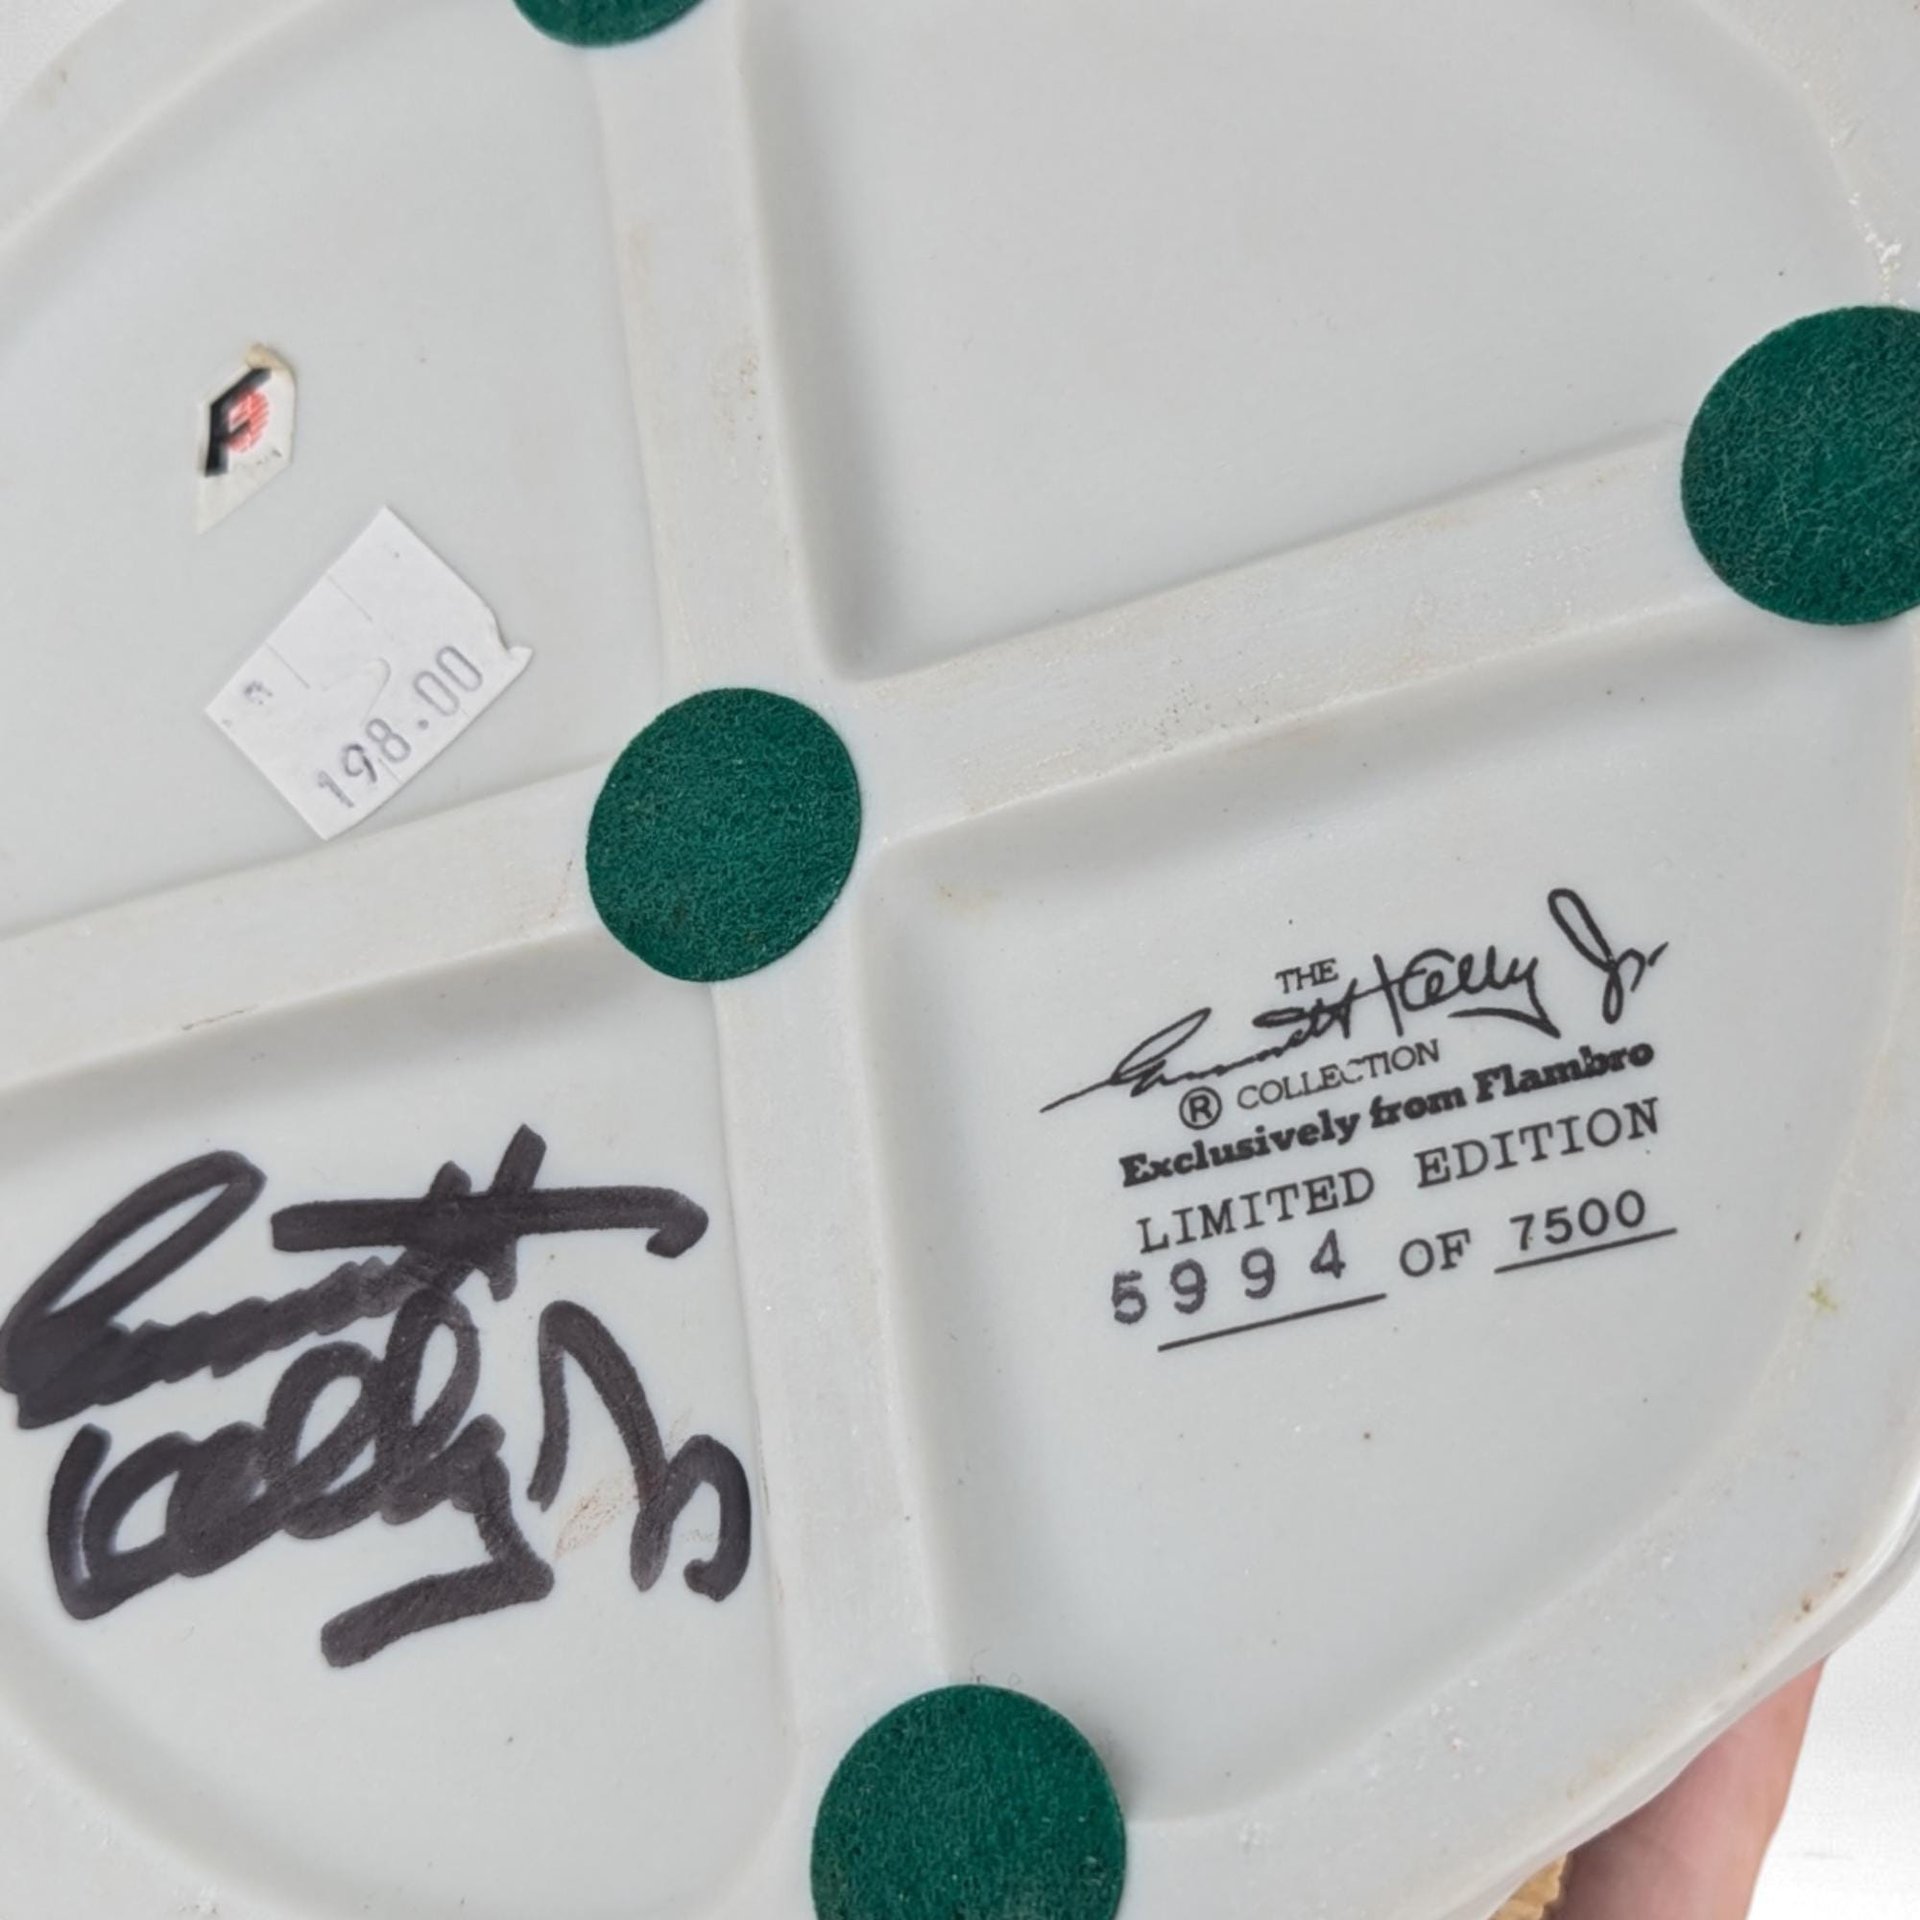 F
198.00
THE
Emmett Kelly Jr.
® COLLECTION
Exclusively from Flambro
LIMITED EDITION
5994 OF 7500
Emmett
Kelly Jr